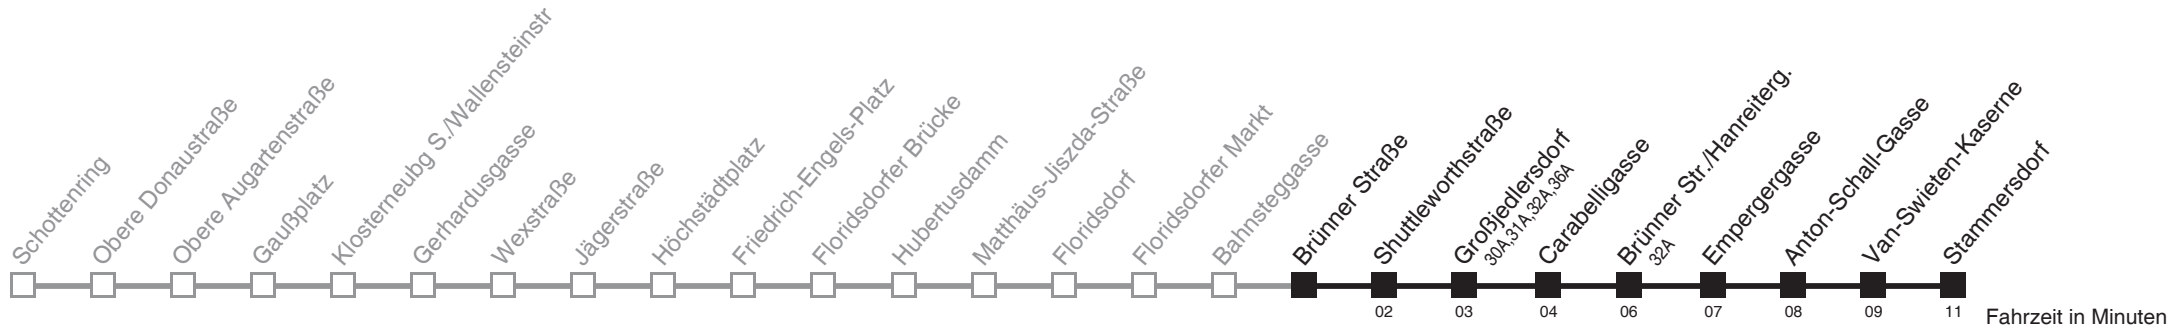 Schottenring
Obere Donaustraße
Obere Augartenstraße
Gaußplatz
Klosterneubg S./Wallensteinstr
Gerhardusgasse
Wexstraße
Jägerstraße
Höchstädtplatz
Friedrich-Engels-Platz
Floridsdorfer Brücke
Hubertusdamm
Matthäus-Jiszda-Straße
Floridsdorf
Floridsdorfer Markt
Bahnsteggasse
Brünner Straße
Shuttleworthstraße
Großjedlersdorf
30A,31A,32A,36A
Carabelligasse
Brünner Str./Hanreiterg.
32A
Empergergasse
Anton-Schall-Gasse
Van-Swieten-Kaserne
Stammersdorf
02 03 04 06 07 08 09 11
Fahrzeit in Minuten